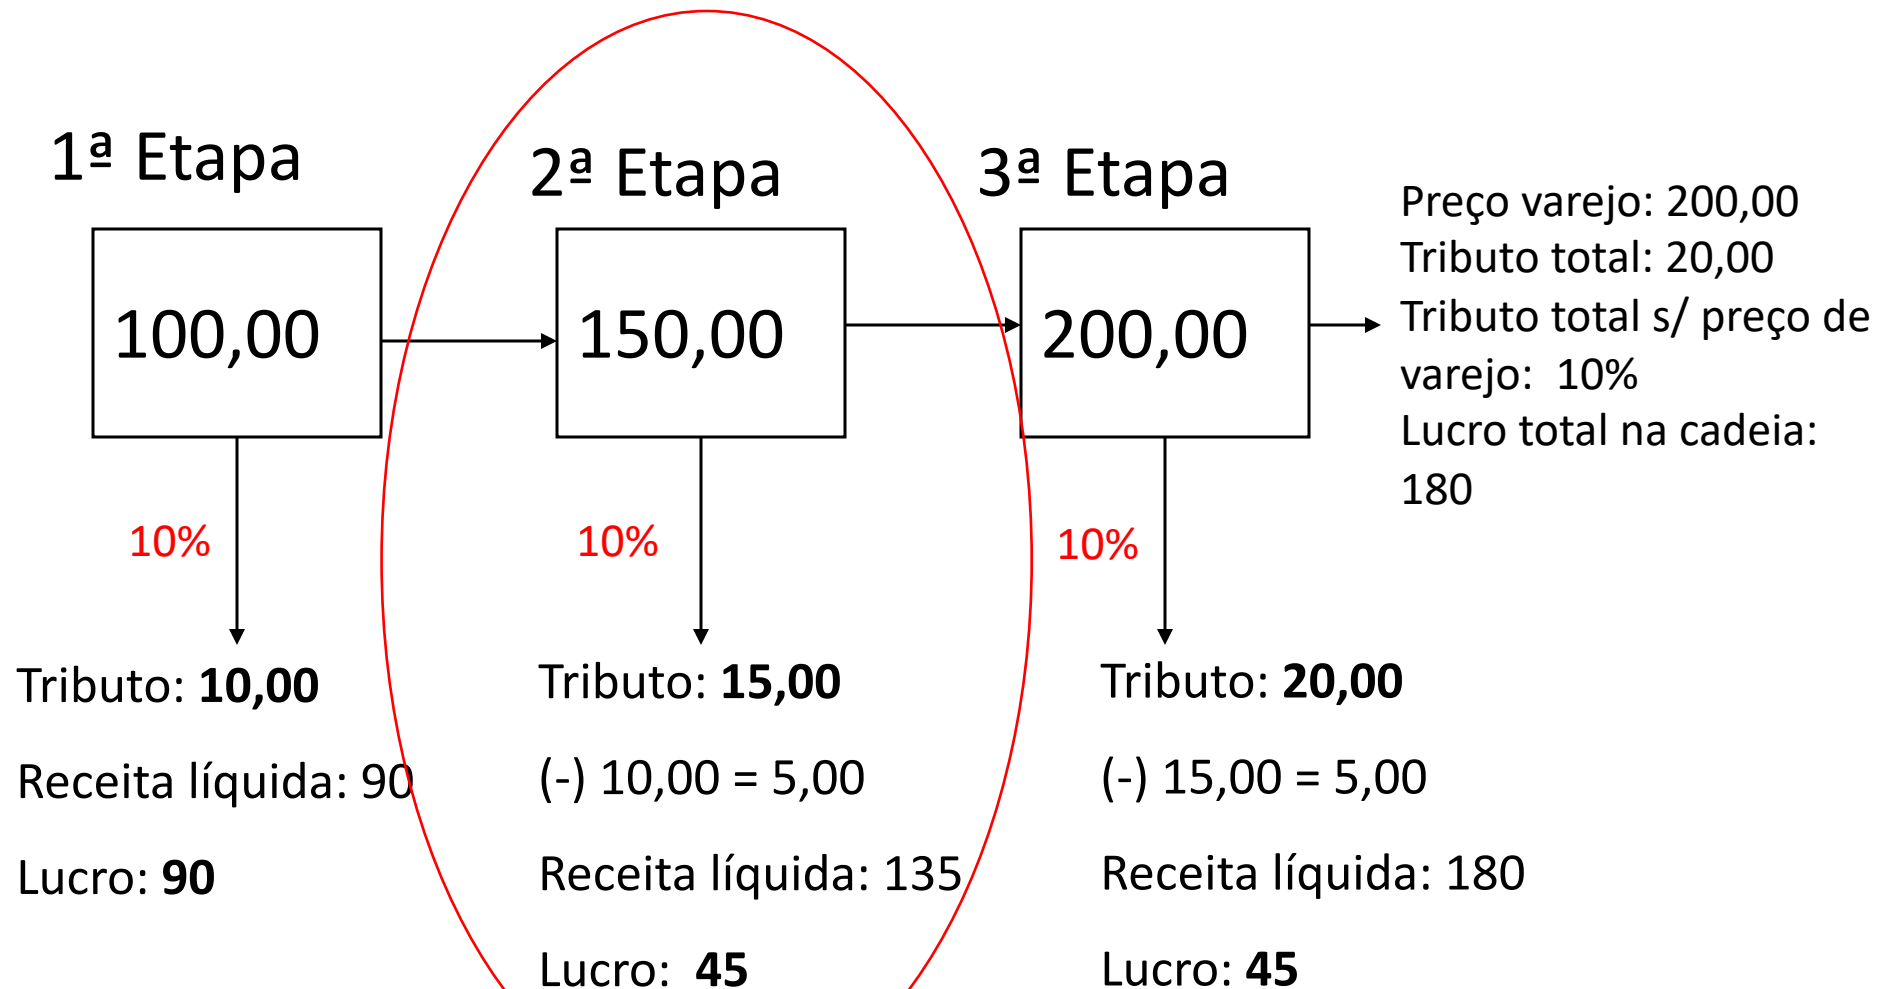 1ª Etapa
2ª Etapa
3ª Etapa
100,00
150,00
200,00
Preço varejo: 200,00
Tributo total: 20,00
Tributo total s/ preço de
varejo:  10%
Lucro total na cadeia:
180
10%
10%
10%
Tributo: 10,00
Receita líquida: 90
Lucro: 90
Tributo: 15,00
(-) 10,00 = 5,00
Receita líquida: 135
Lucro:  45
Tributo: 20,00
(-) 15,00 = 5,00
Receita líquida: 180
Lucro: 45